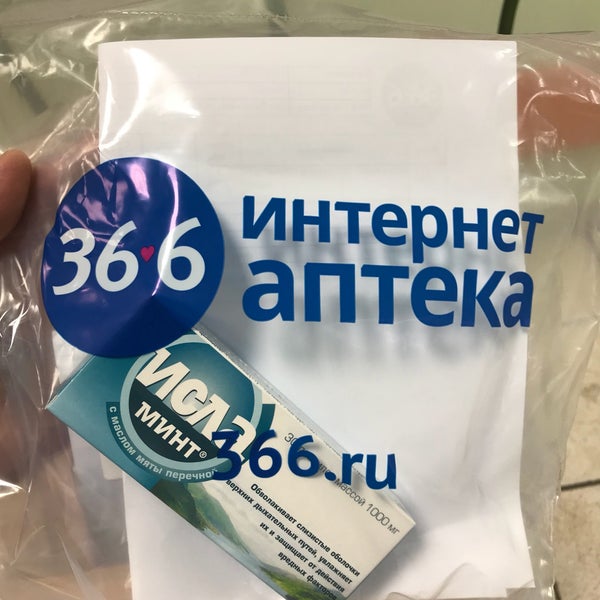 36 6
интернет
аптека
366.ru
ИСЛА
МИНТ®
с маслом мяты перечной
массой 1000 мг
Обволакивает слизистые оболочки
верхних дыхательных путей, увлажняет
их и защищает от действия
вредных факторов